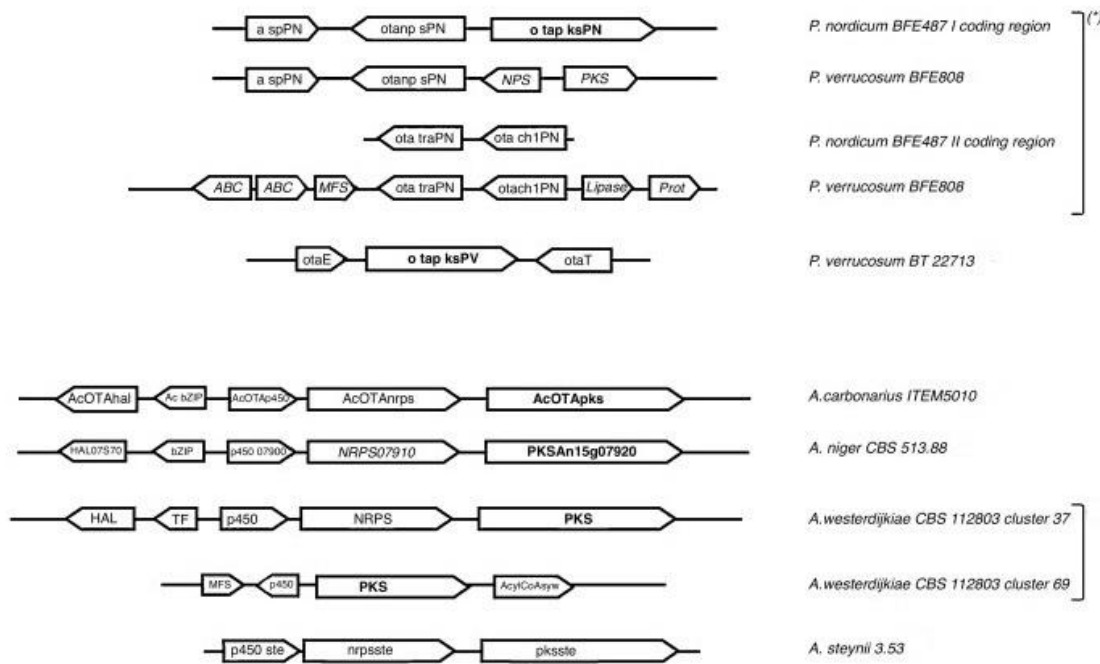 a spPN otanp sPN o tap ksPN P. nordicum BFE487 I coding region (*)
a spPN otanp sPN NPS PKS P. verrucosum BFE808
ota traPN ota ch1PN P. nordicum BFE487 II coding region
ABC ABC MFS ota traPN otach1PN Lipase Prot P. verrucosum BFE808
otaE o tap ksPV otaT P. verrucosum BT 22713
AcOTAhal Ac bZIP AcOTAp450 AcOTAnrps AcOTApks A.carbonarius ITEM5010
HAL07S70 bZIP p450 07900 NRPS07910 PKSAn15g07920 A. niger CBS 513.88
HAL TF p450 NRPS PKS A.westerdijkiae CBS 112803 cluster 37
MFS p450 PKS AcylCoAsyw A.westerdijkiae CBS 112803 cluster 69
p450 ste nrpsste pksste A. steynii 3.53